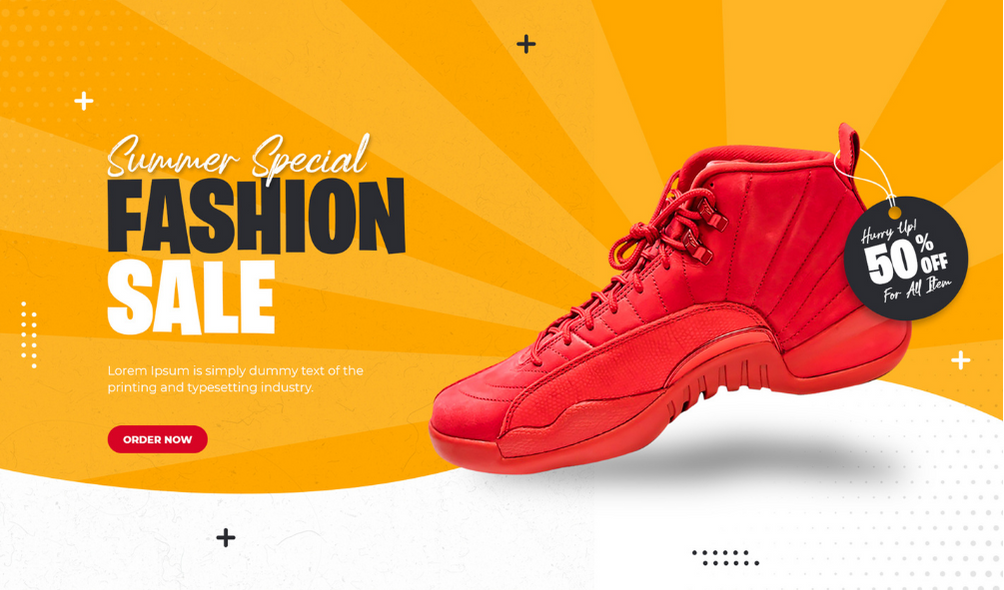 Summer Special
FASHION
SALE
Lorem Ipsum is simply dummy text of the
printing and typesetting industry.
ORDER NOW
Hurry Up!
50% OFF
For All Item